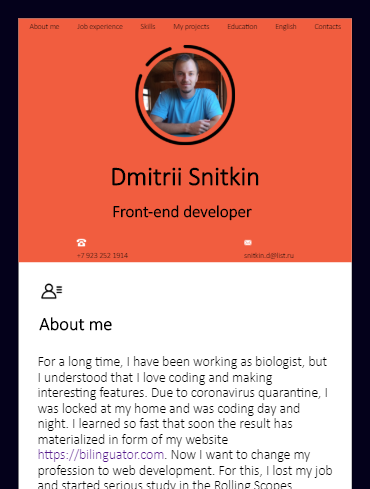 About me Job experience Skills My projects Education English Contacts
Dmitrii Snitkin
Front-end developer
+7 923 252 1914 snitkin.d@list.ru
About me
For a long time, I have been working as biologist, but
I understood that I love coding and making
interesting features. Due to coronavirus quarantine, I
was locked at my home and was coding day and
night. I learned so fast that soon the result has
materialized in form of my website
https://bilinguator.com. Now I want to change my
profession to web development. For this, I lost my job
and started serious study in the Rolling Scopes